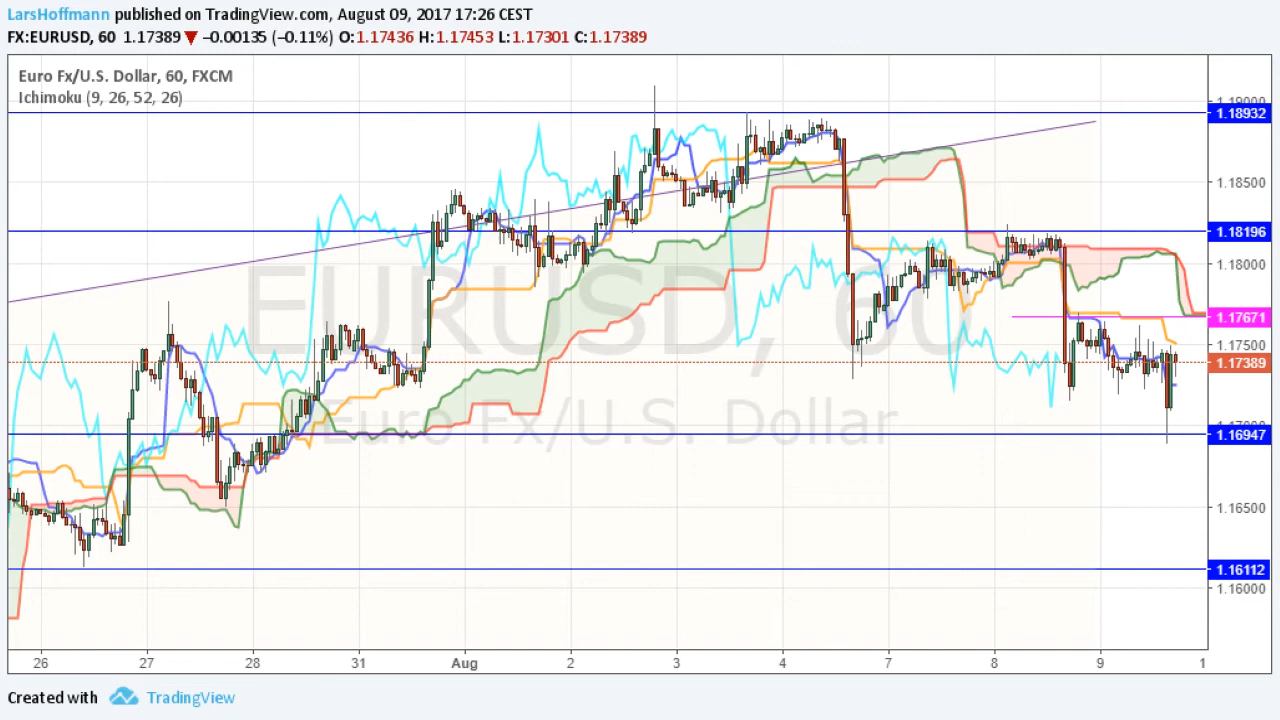 LarsHoffmann published on TradingView.com, August 09, 2017 17:26 CEST
FX:EURUSD, 60 1.17389 ▼ −0.00135 (−0.11%) O:1.17436 H:1.17453 L:1.17301 C:1.17389
Euro Fx/U.S. Dollar, 60, FXCM
Ichimoku (9, 26, 52, 26)
EURUSD, 60
Euro Fx/U.S. Dollar
1.19000
1.18932
1.18500
1.18196
1.18000
1.17671
1.17500
1.17389
1.16947
1.16500
1.16112
1.16000
26 27 28 31 Aug 2 3 4 7 8 9 1
Created with TradingView